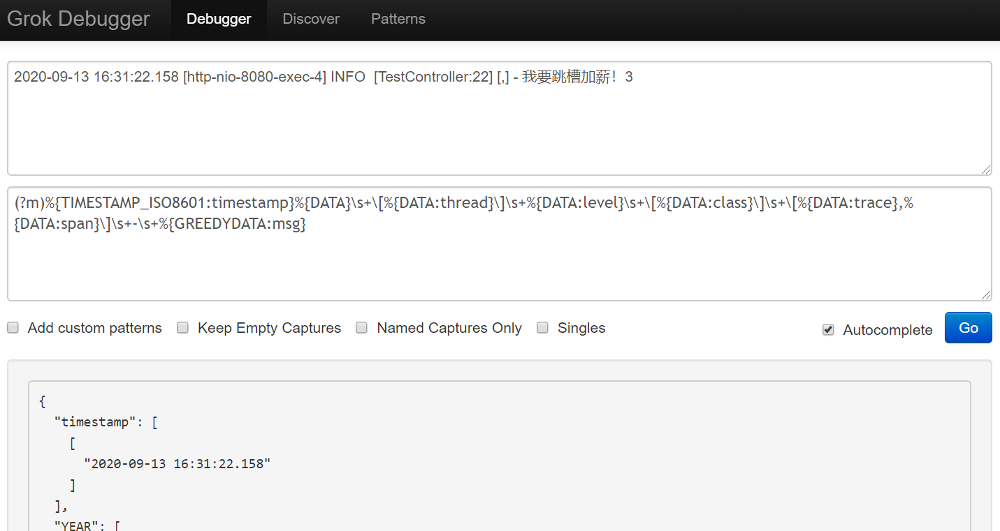 Grok Debugger Debugger Discover Patterns
2020-09-13 16:31:22.158 [http-nio-8080-exec-4] INFO  [TestController:22] [,] - 我要跳槽加薪！3
(?m)%{TIMESTAMP_ISO8601:timestamp}%{DATA}\s+\[%{DATA:thread}\]\s+%{DATA:level}\s+\[%{DATA:class}\]\s+\[%{DATA:trace},%
{DATA:span}\]\s+-\s+%{GREEDYDATA:msg}
Add custom patterns Keep Empty Captures Named Captures Only Singles Autocomplete Go
{
  "timestamp": [
    [
      "2020-09-13 16:31:22.158"
    ]
  ],
  "YEAR": [